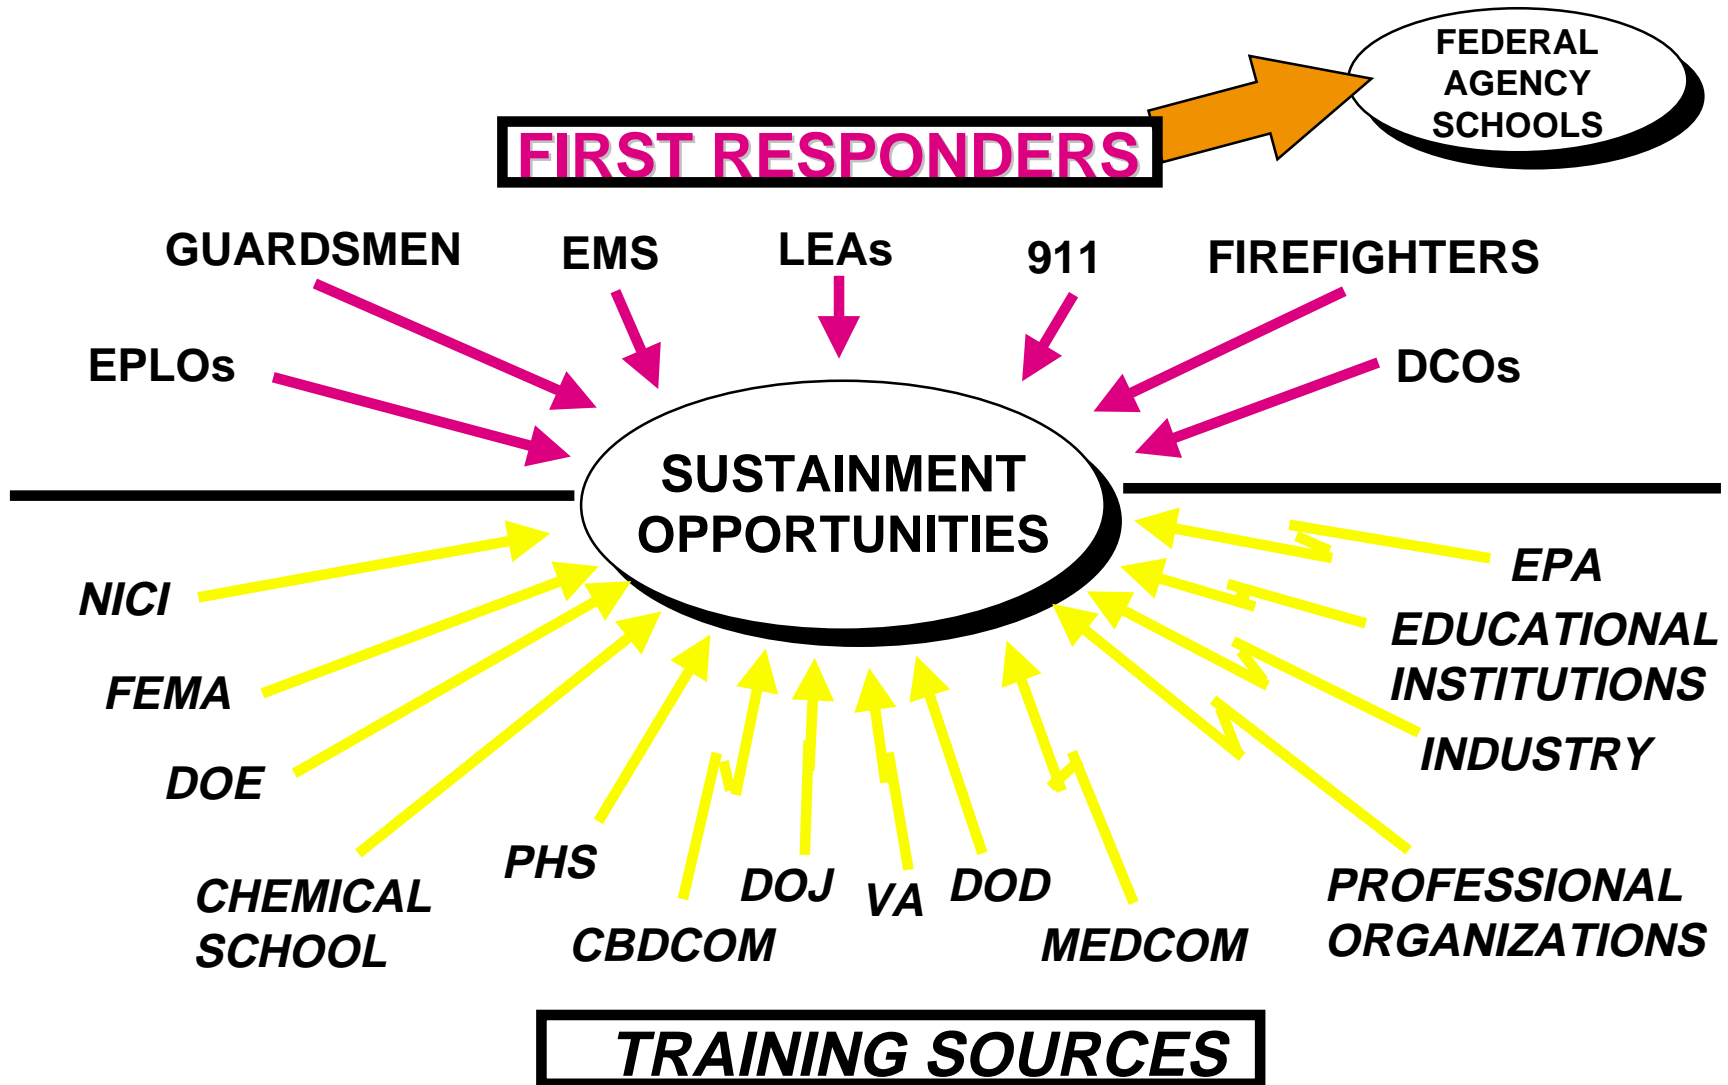 FEDERAL
AGENCY
SCHOOLS
FIRST RESPONDERS
GUARDSMEN
EMS
LEAs
911
FIREFIGHTERS
EPLOs
DCOs
SUSTAINMENT
OPPORTUNITIES
NICI
EPA
FEMA
EDUCATIONAL
INSTITUTIONS
DOE
INDUSTRY
CHEMICAL
SCHOOL
PHS
CBDCOM
DOJ
VA
DOD
MEDCOM
PROFESSIONAL
ORGANIZATIONS
TRAINING SOURCES